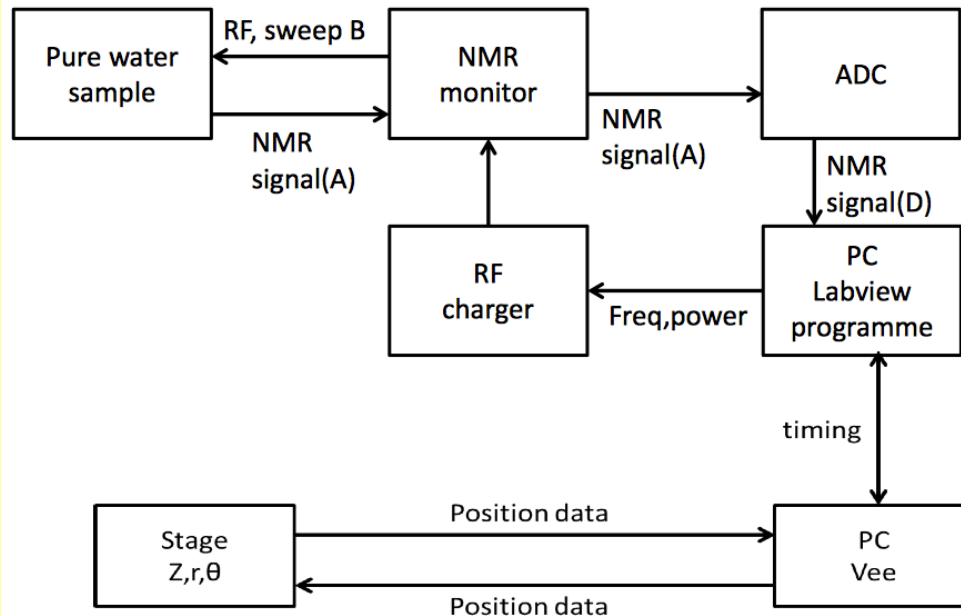 Pure water
sample
RF, sweep B
NMR
signal(A)
NMR
monitor
NMR
signal(A)
ADC
NMR
signal(D)
RF
charger
Freq,power
PC
Labview
programme
timing
Stage
Z,r,θ
Position data
Position data
PC
Vee